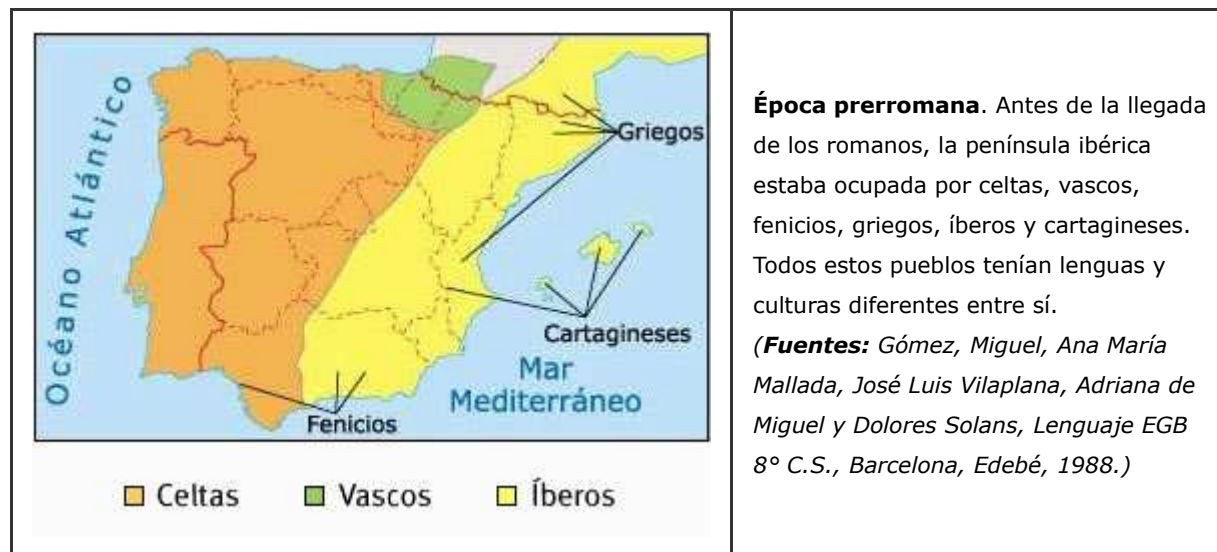 Océano Atlántico
Griegos
Cartagineses
Mar
Mediterráneo
Fenicios
Celtas
Vascos
Íberos
Época prerromana. Antes de la llegada
de los romanos, la península ibérica
estaba ocupada por celtas, vascos,
fenicios, griegos, íberos y cartagineses.
Todos estos pueblos tenían lenguas y
culturas diferentes entre sí.
(Fuentes: Gómez, Miguel, Ana María
Mallada, José Luis Vilaplana, Adriana de
Miguel y Dolores Solans, Lenguaje EGB
8° C.S., Barcelona, Edebé, 1988.)